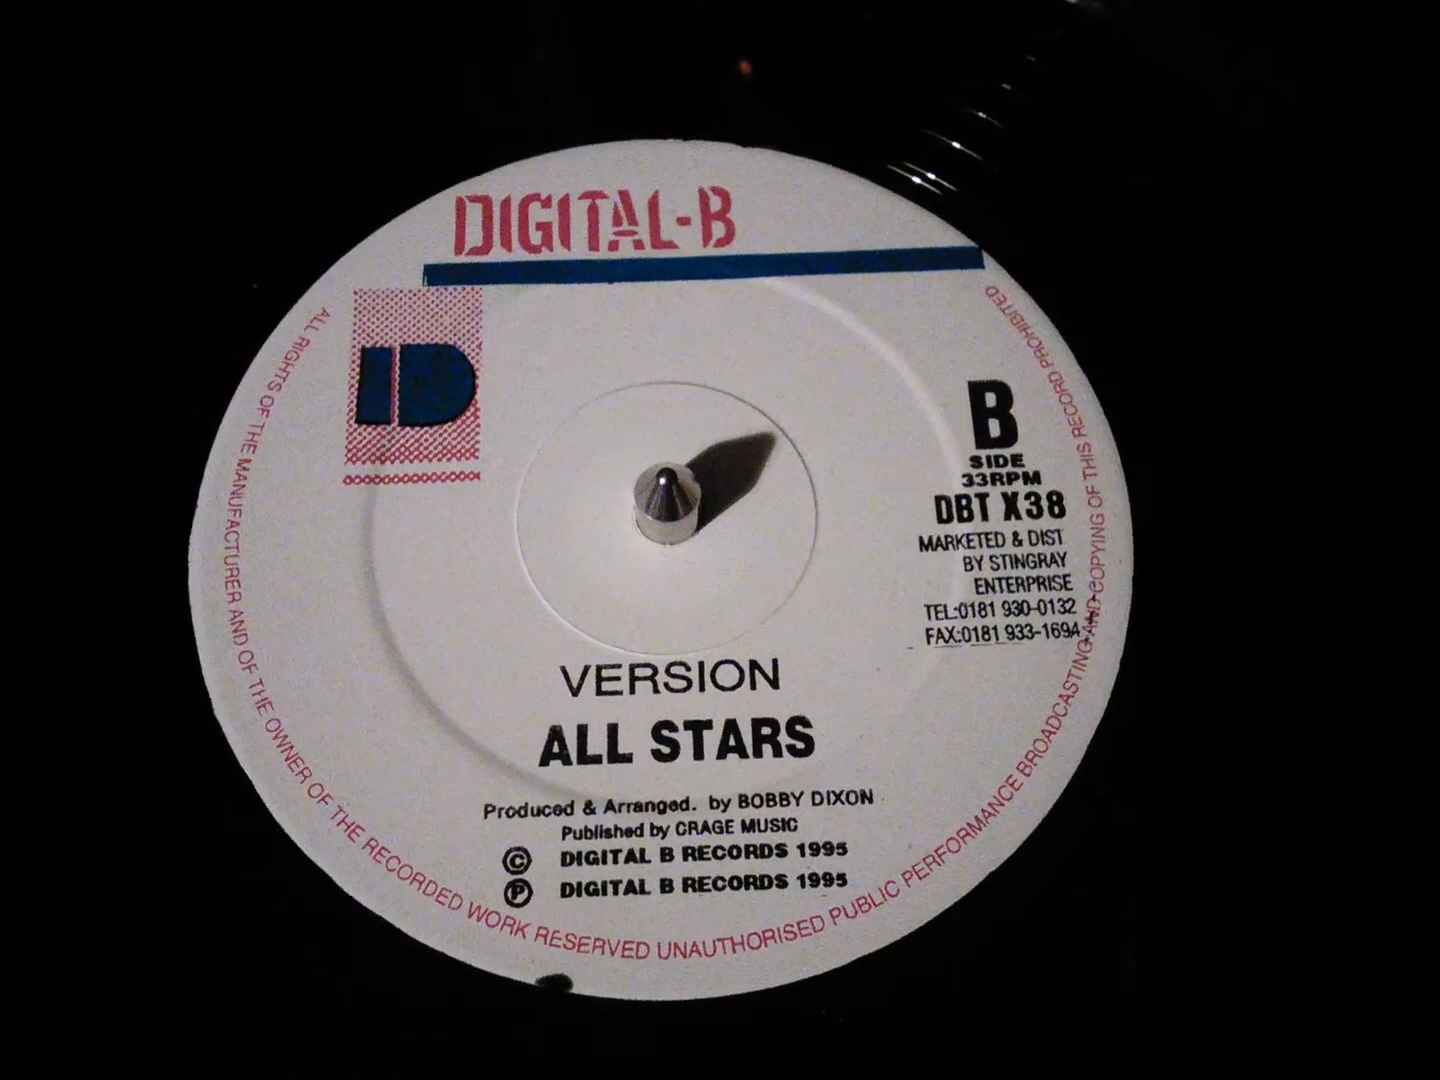 DIGITAL-B
ID
B
SIDE
33RPM
DBT X38
MARKETED & DIST
BY STINGRAY
ENTERPRISE
TEL:0181 930-0132
FAX:0181 933-1694
VERSION
ALL STARS
Produced & Arranged. by BOBBY DIXON
Published by CRAGE MUSIC
© DIGITAL B RECORDS 1995
℗ DIGITAL B RECORDS 1995
ALL RIGHTS OF THE MANUFACTURER AND OF THE OWNER OF THE RECORDED WORK RESERVED UNAUTHORISED PUBLIC PERFORMANCE BROADCASTING AND COPYING OF THIS RECORD PROHIBITED